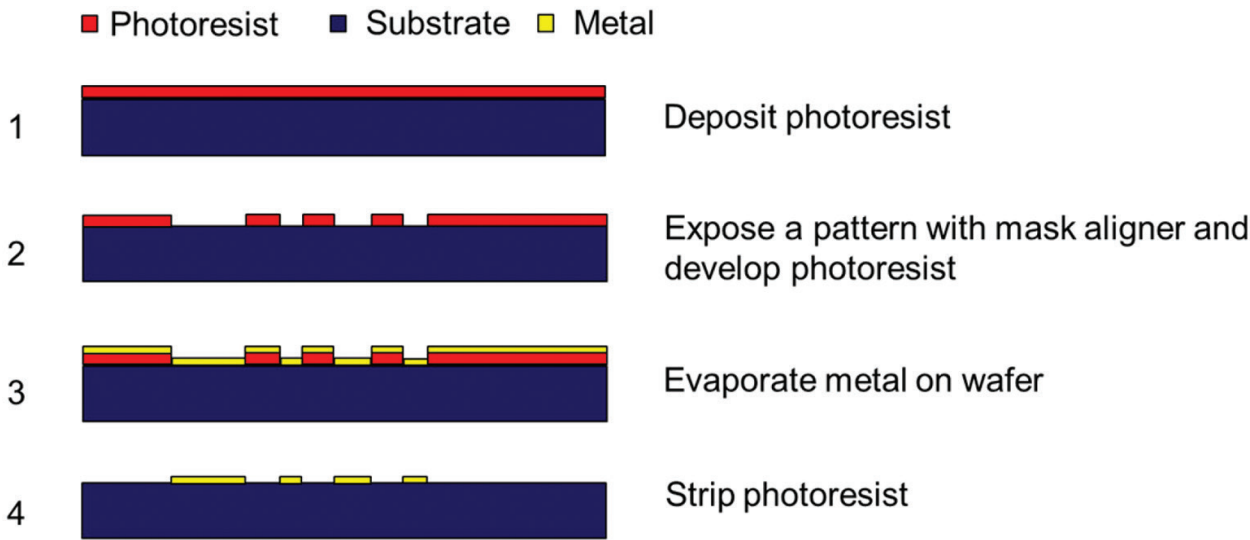 Photoresist Substrate Metal
1 Deposit photoresist
2 Expose a pattern with mask aligner and
develop photoresist
3 Evaporate metal on wafer
4 Strip photoresist